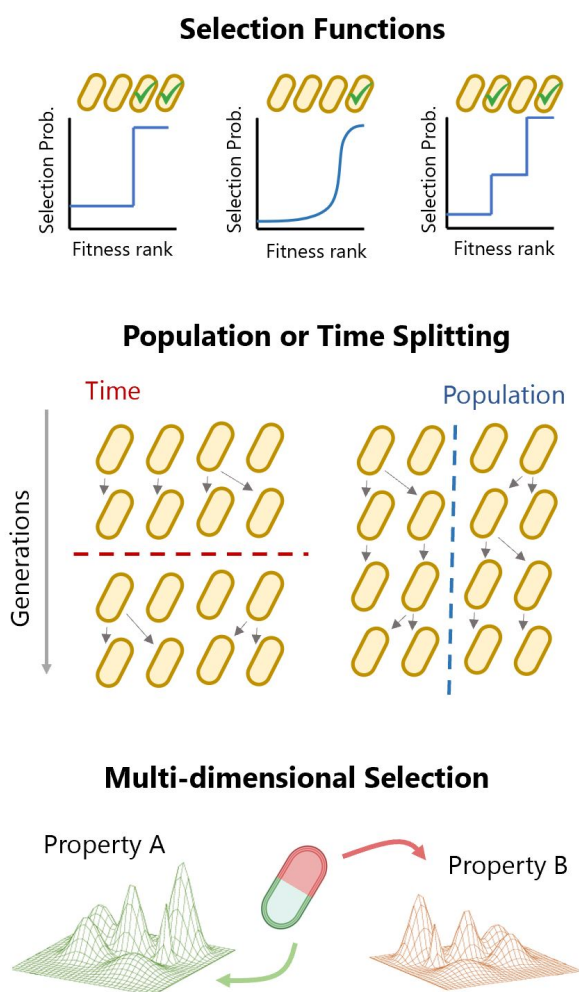 Selection Functions
Selection Prob.
Fitness rank
Selection Prob.
Fitness rank
Selection Prob.
Fitness rank
Population or Time Splitting
Time
Population
Generations
Multi-dimensional Selection
Property A
Property B